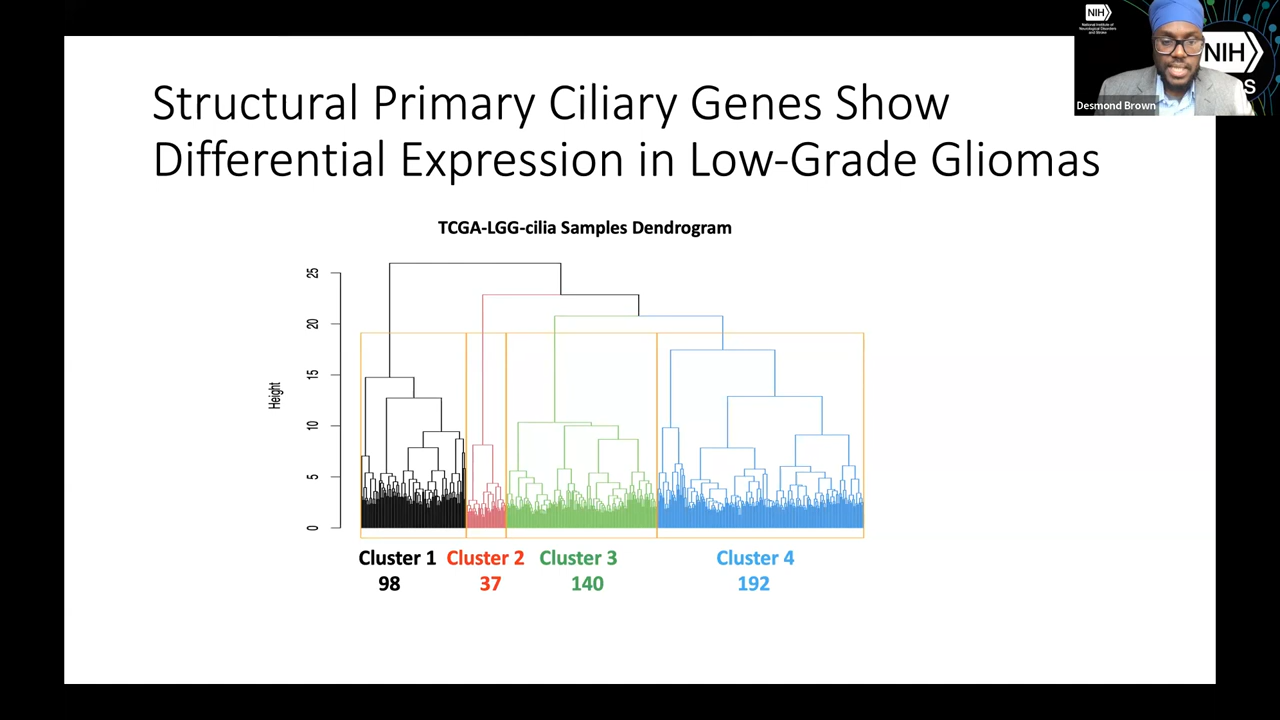 Structural Primary Ciliary Genes Show
Differential Expression in Low-Grade Gliomas
NIH
National Institute of
Neurological Disorders
and Stroke
NIH
S
Desmond Brown
TCGA-LGG-cilia Samples Dendrogram
Height
25
20
15
10
5
0
Cluster 1 Cluster 2 Cluster 3 Cluster 4
98 37 140 192